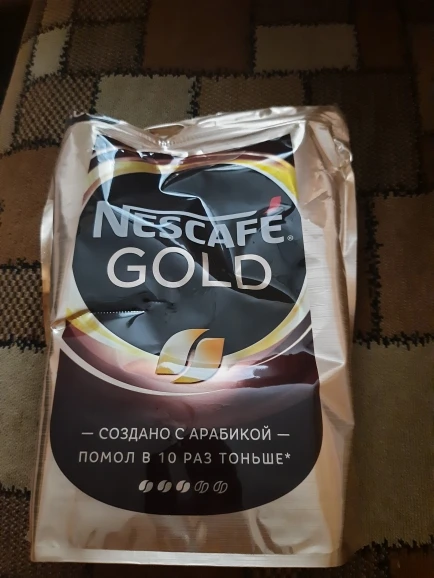 NESCAFÉ®
GOLD
— СОЗДАНО С АРАБИКОЙ —
ПОМОЛ В 10 РАЗ ТОНЬШЕ*